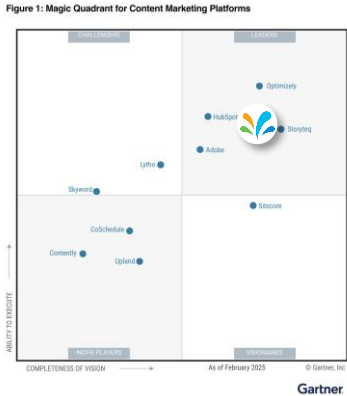 Figure 1: Magic Quadrant for Content Marketing Platforms
CHALLENGERS
LEADERS
Optimizely
HubSpot
Storyteq
Adobe
Lytho
Skyword
Sitecore
CoSchedule
Contently
Upland
ABILITY TO EXECUTE
NICHE PLAYERS
VISIONARIES
COMPLETENESS OF VISION
As of February 2025
© Gartner, Inc
Gartner